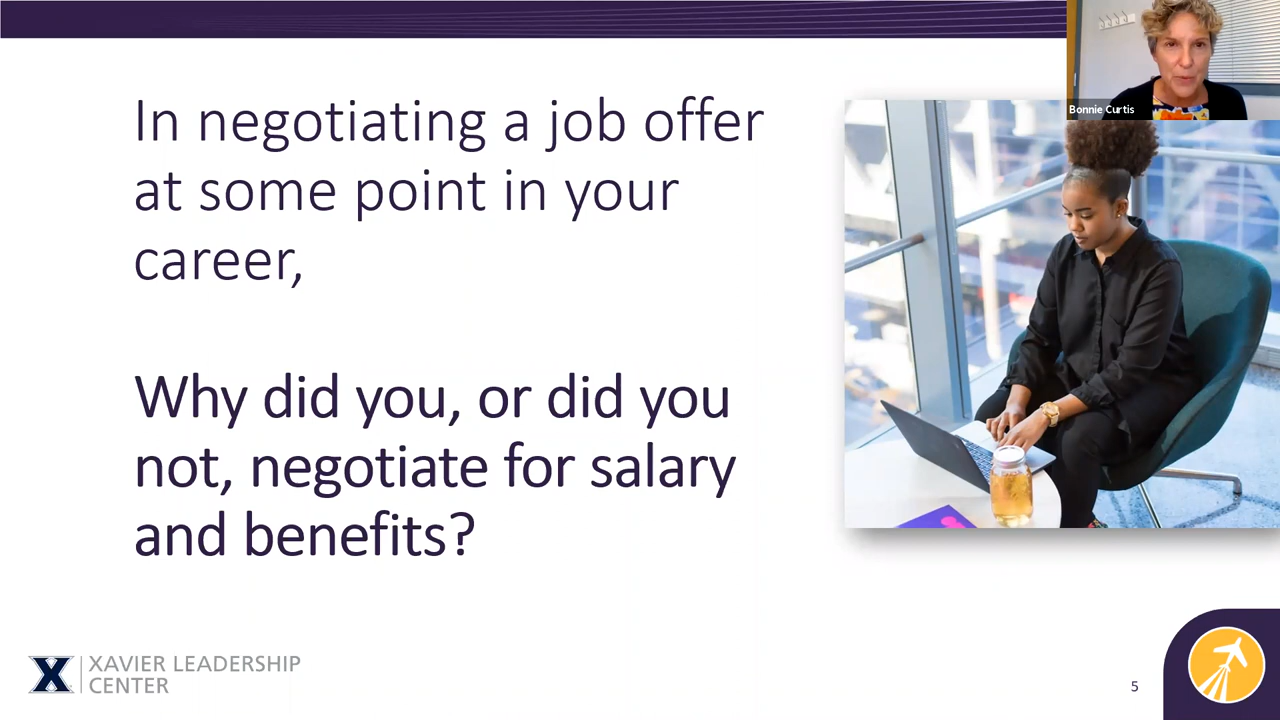 Bonnie Curtis
In negotiating a job offer
at some point in your
career,
Why did you, or did you
not, negotiate for salary
and benefits?
X
XAVIER LEADERSHIP
CENTER
5